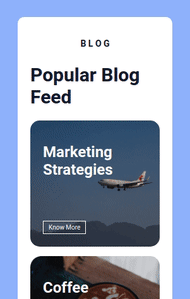 BLOG
Popular Blog
Feed
Marketing
Strategies
Know More
Coffee